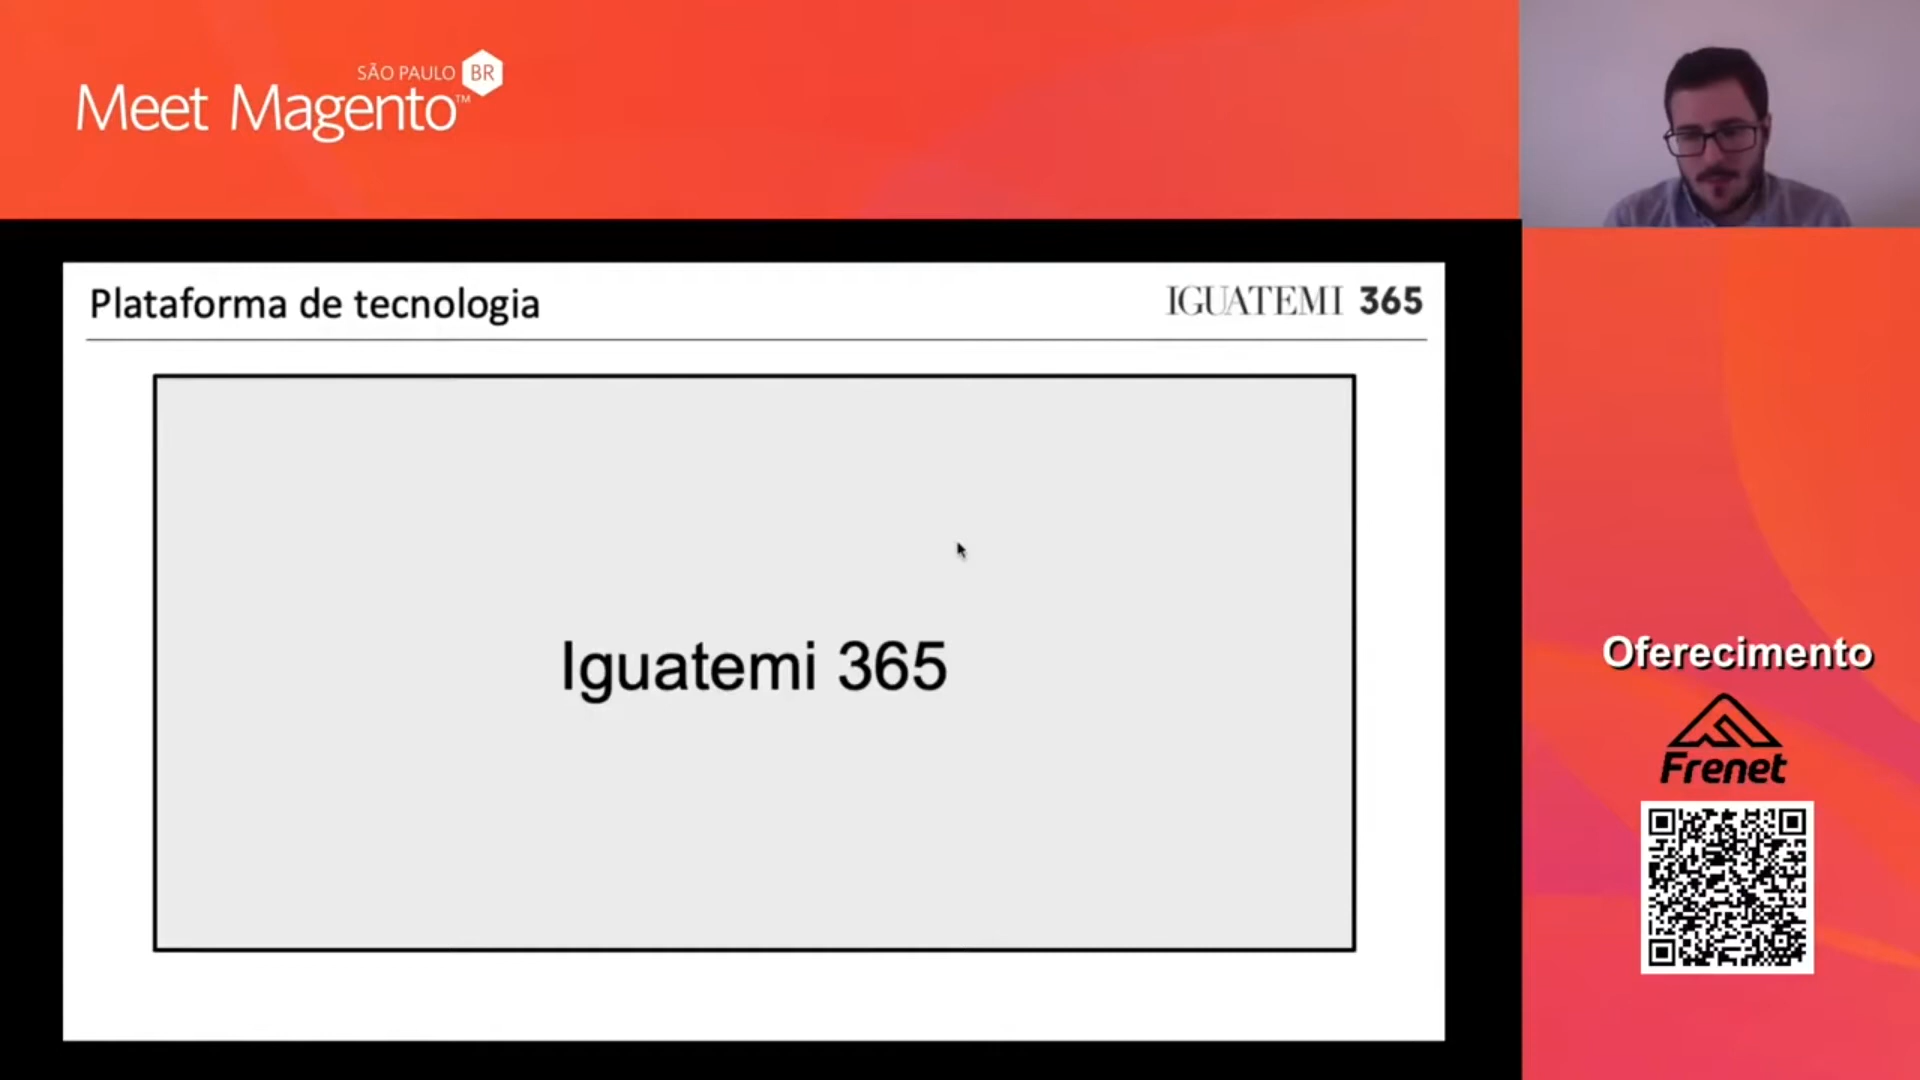 SÃO PAULO BR
Meet Magento™
Plataforma de tecnologia
IGUATEMI 365
Iguatemi 365
Oferecimento
Frenet